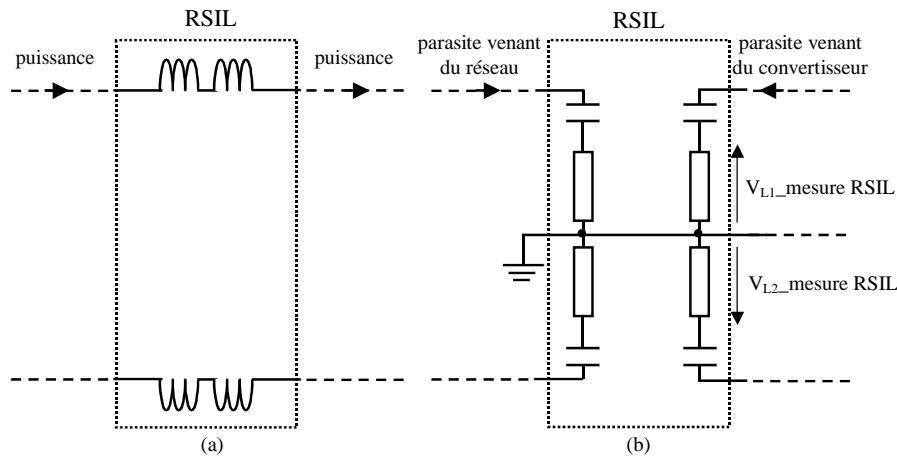 RSIL
puissance
puissance
(a)
RSIL
parasite venant
du réseau
parasite venant
du convertisseur
VL1_mesure RSIL
VL2_mesure RSIL
(b)